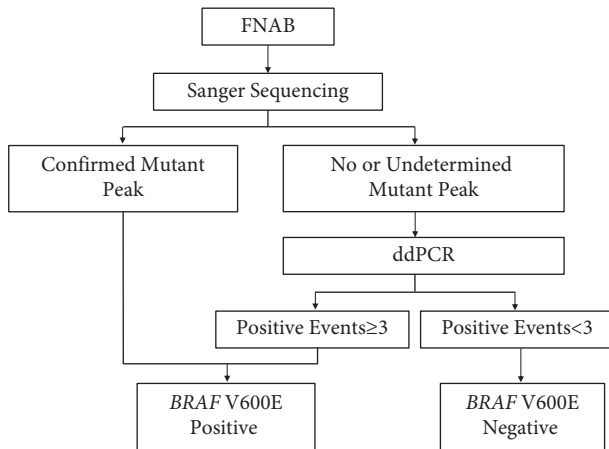 FNAB
Sanger Sequencing
Confirmed Mutant
Peak
No or Undetermined
Mutant Peak
ddPCR
Positive Events≥3
Positive Events<3
BRAF V600E
Positive
BRAF V600E
Negative